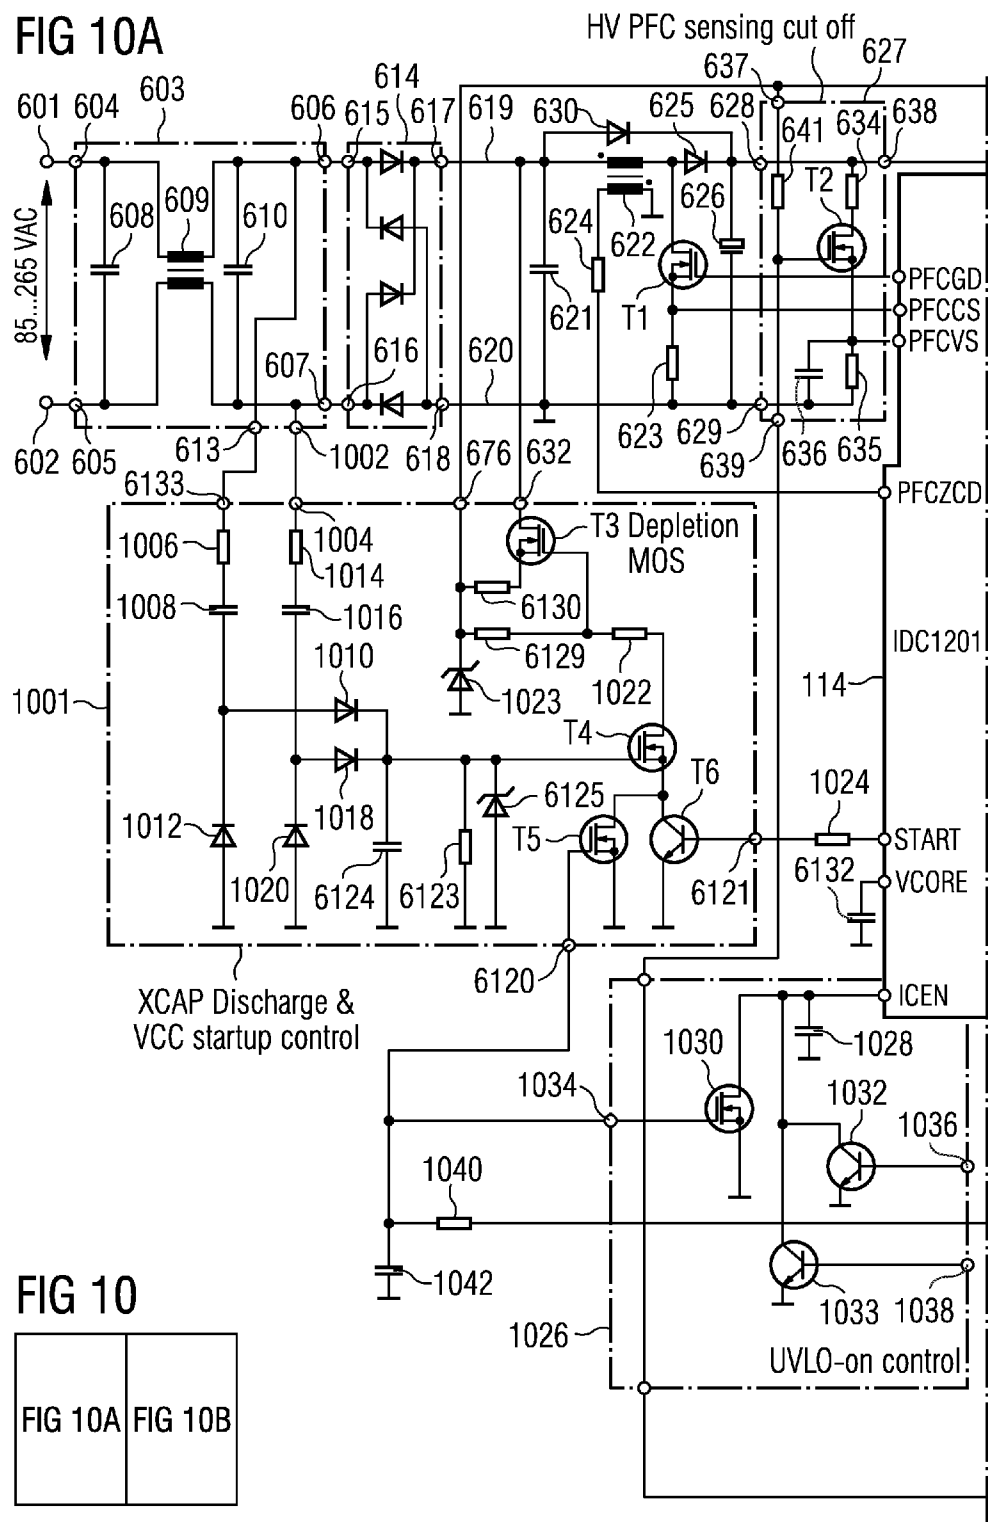 FIG 10A
HV PFC sensing cut off
637
627
614
603
601
604
606
615
617
619
630
625
628
641
634
638
T2
85...265 VAC
608
609
610
624
622
626
621
T1
PFCGD
PFCCS
PFCVS
607
616
620
623
602
605
613
1002
618
676
632
629
639
636
635
6133
PFCZCD
1006
1004
1014
T3 Depletion
MOS
1008
1016
6130
6129
1022
IDC1201
1010
1001
1023
114
T4
1018
6125
T6
1024
1012
T5
START
1020
6124
6123
6121
6132
VCORE
6120
XCAP Discharge &
VCC startup control
ICEN
1030
1028
1034
1032
1036
1040
1042
1033
1038
1026
UVLO-on control
FIG 10
FIG 10A
FIG 10B